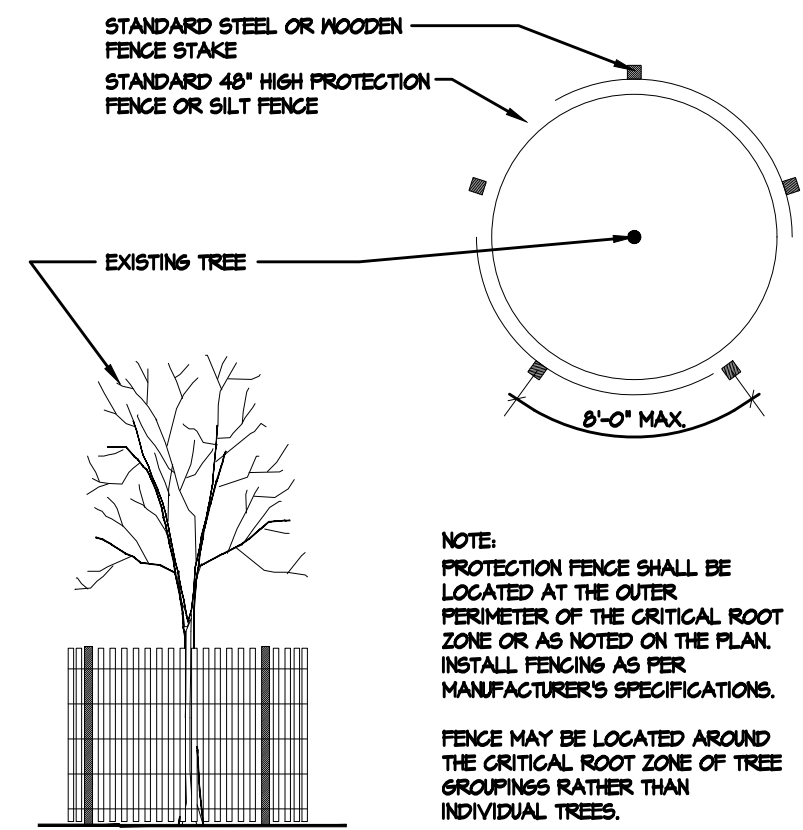 STANDARD STEEL OR WOODEN
FENCE STAKE
STANDARD 48" HIGH PROTECTION
FENCE OR SILT FENCE
EXISTING TREE
8'-0" MAX.
NOTE:
PROTECTION FENCE SHALL BE
LOCATED AT THE OUTER
PERIMETER OF THE CRITICAL ROOT
ZONE OR AS NOTED ON THE PLAN.
INSTALL FENCING AS PER
MANUFACTURER'S SPECIFICATIONS.
FENCE MAY BE LOCATED AROUND
THE CRITICAL ROOT ZONE OF TREE
GROUPINGS RATHER THAN
INDIVIDUAL TREES.